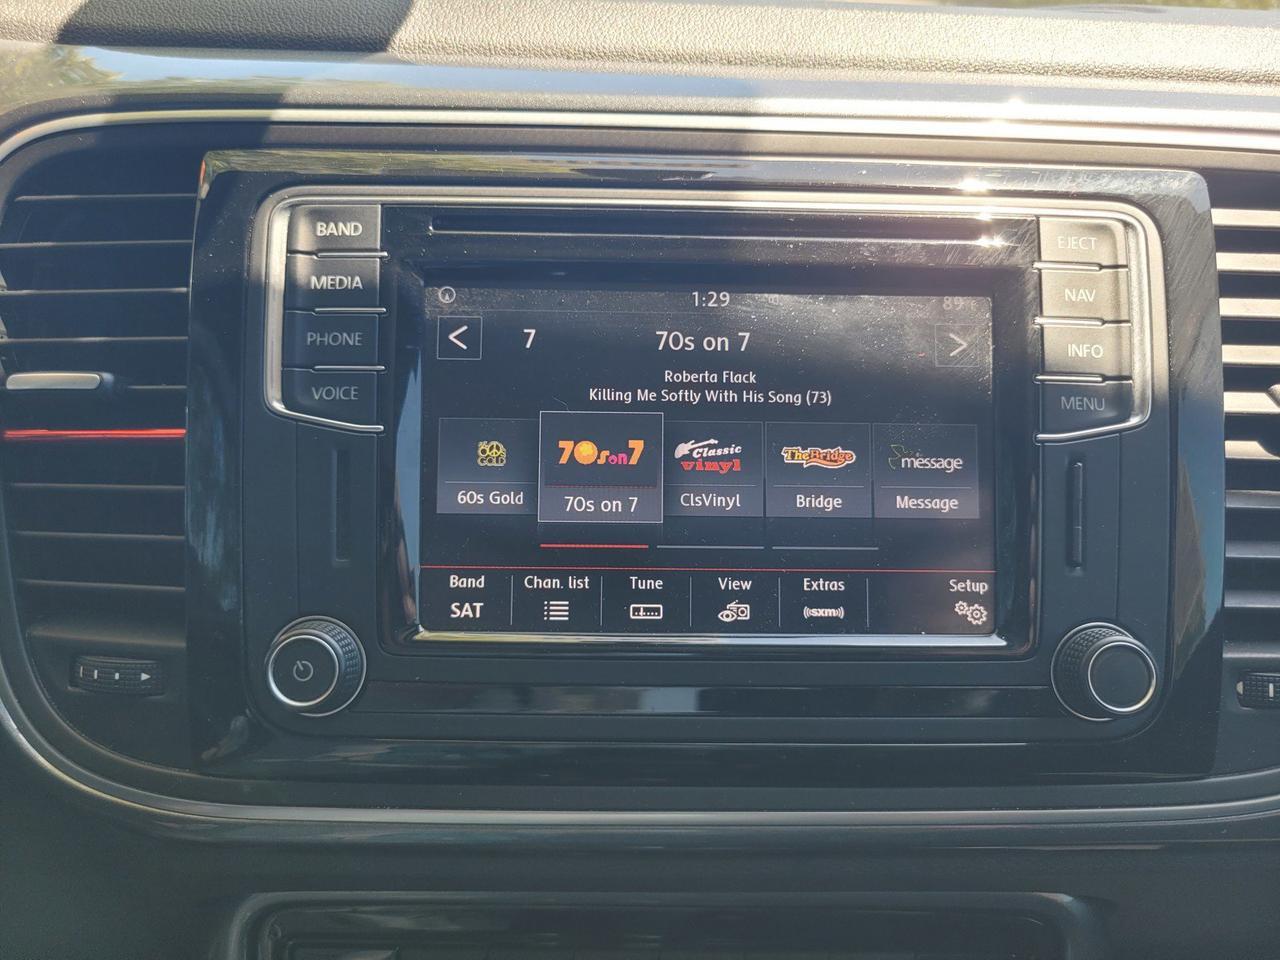 BAND
MEDIA
PHONE
VOICE
EJECT
NAV
INFO
MENU
1:29
89
< 7 70s on 7 >
Roberta Flack
Killing Me Softly With His Song (73)
60s GOLD
70s on 7
Classic vinyl
The Bridge
message
60s Gold
70s on 7
ClsVinyl
Bridge
Message
Band Chan. list Tune View Extras Setup
SAT ((sxm))